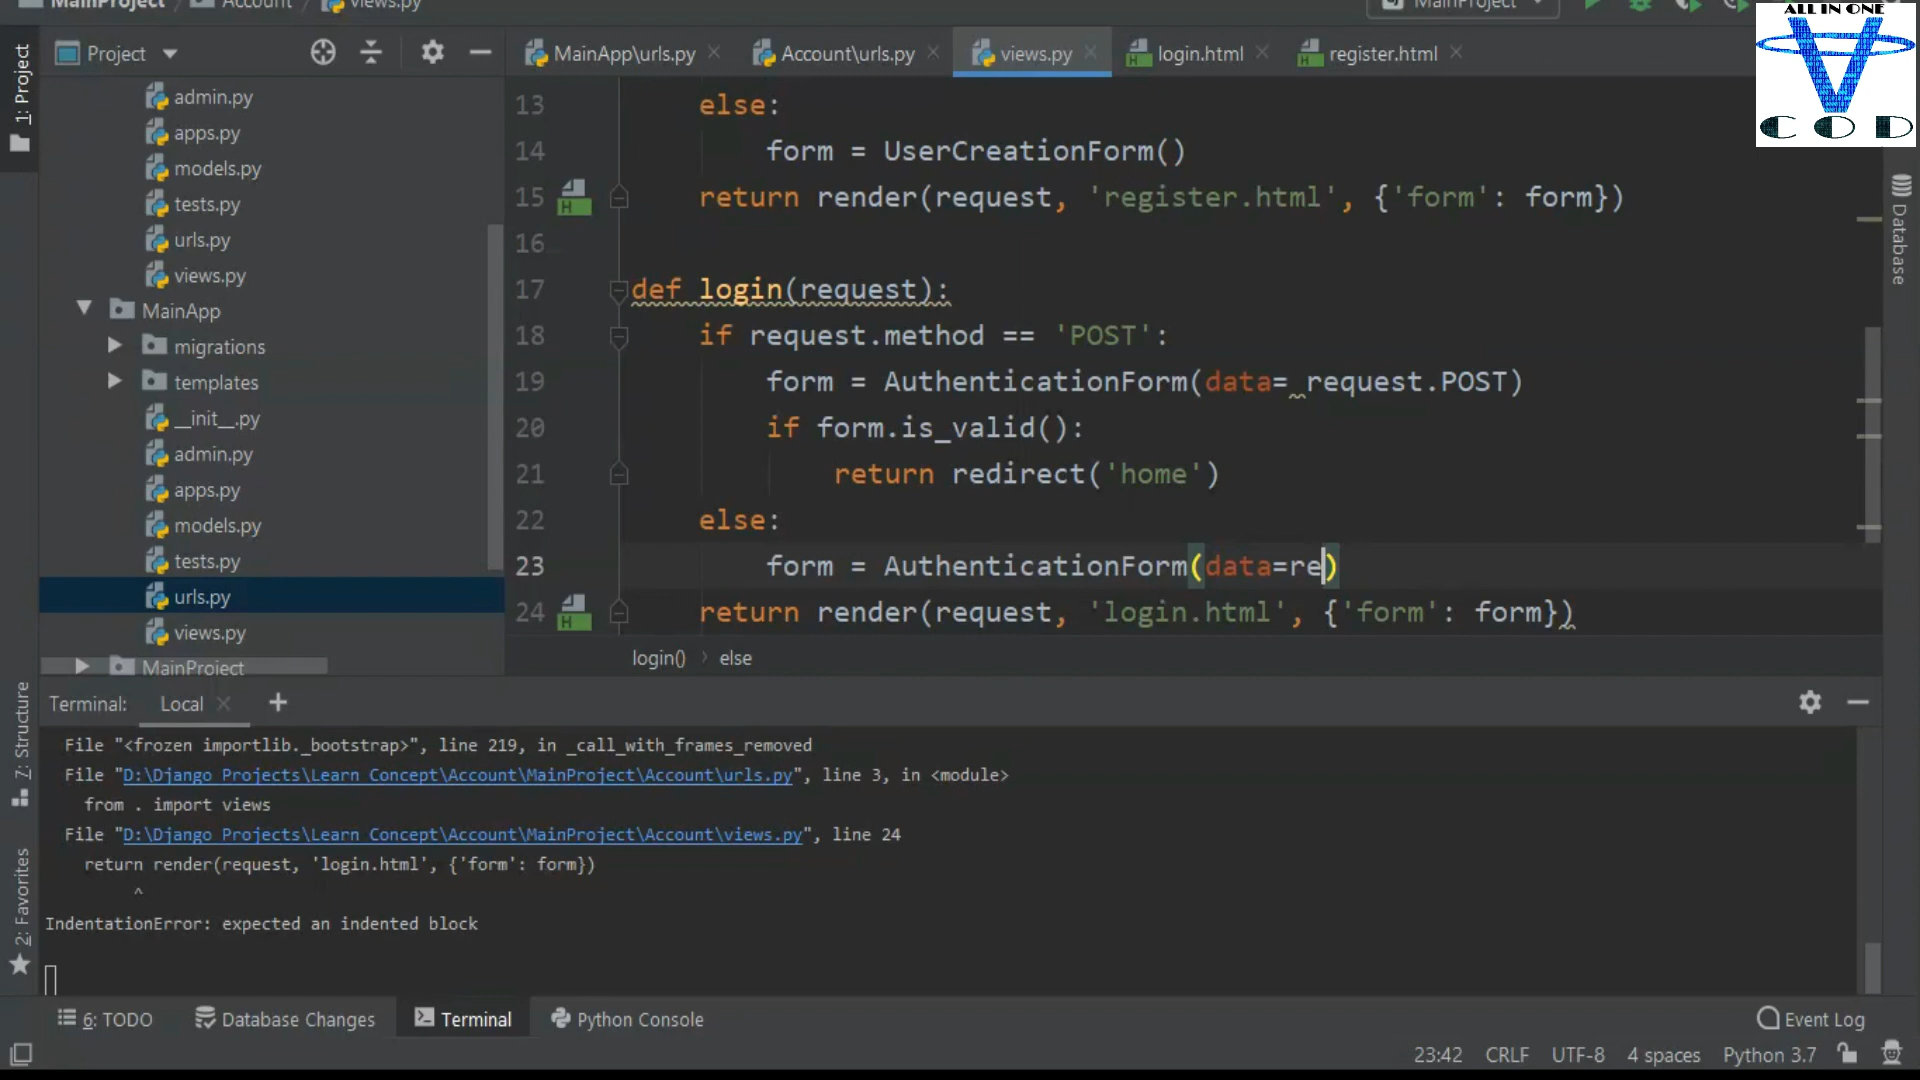 MainProject
Account
views.py
MainProject
ALL IN ONE
C O D
1: Project
Project
MainApp\urls.py
Account\urls.py
views.py
login.html
register.html
admin.py
apps.py
models.py
tests.py
urls.py
views.py
MainApp
migrations
templates
__init__.py
admin.py
apps.py
models.py
tests.py
urls.py
views.py
MainProject
13 else:
14 form = UserCreationForm()
15 return render(request, 'register.html', {'form': form})
16
17 def login(request):
18 if request.method == 'POST':
19 form = AuthenticationForm(data= request.POST)
20 if form.is_valid():
21 return redirect('home')
22 else:
23 form = AuthenticationForm(data=re)
24 return render(request, 'login.html', {'form': form})
login() › else
Database
Terminal: Local
7: Structure
2: Favorites
File "<frozen importlib._bootstrap>", line 219, in _call_with_frames_removed
File "D:\Django Projects\Learn Concept\Account\MainProject\Account\urls.py", line 3, in <module>
from . import views
File "D:\Django Projects\Learn Concept\Account\MainProject\Account\views.py", line 24
return render(request, 'login.html', {'form': form})
^
IndentationError: expected an indented block
6: TODO
Database Changes
Terminal
Python Console
Event Log
23:42 CRLF UTF-8 4 spaces Python 3.7